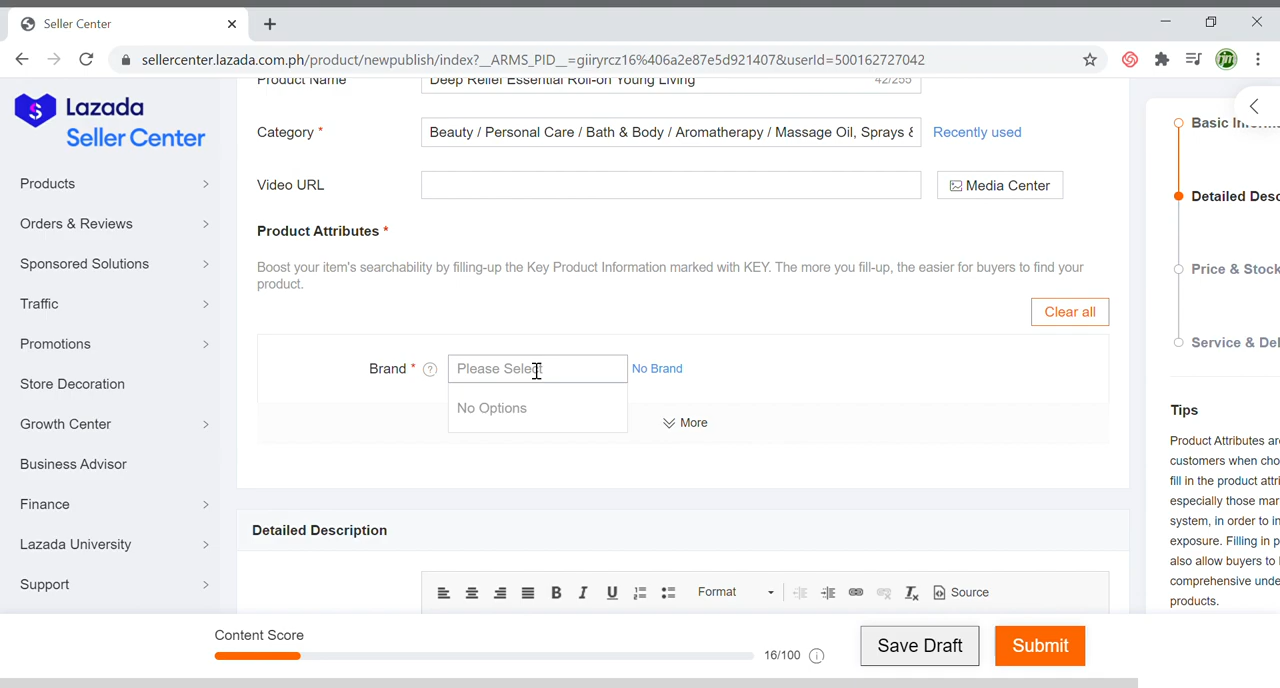 Seller Center
sellercenter.lazada.com.ph/product/newpublish/index?__ARMS_PID__=giiryrcz16%406a2e87e5d921407&userId=500162727042
Lazada
Seller Center
Products
Orders & Reviews
Sponsored Solutions
Traffic
Promotions
Store Decoration
Growth Center
Business Advisor
Finance
Lazada University
Support
Product Name
Deep Relief Essential Roll-on Young Living
42/255
Category *
Beauty / Personal Care / Bath & Body / Aromatherapy / Massage Oil, Sprays &
Recently used
Video URL
Media Center
Product Attributes *
Boost your item's searchability by filling-up the Key Product Information marked with KEY. The more you fill-up, the easier for buyers to find your
product.
Clear all
Brand * ?
Please Select
No Brand
No Options
More
Detailed Description
B I U
Format
Source
Content Score
16/100
Save Draft
Submit
Basic
Detailed Desc
Price & Stock
Service & Del
Tips
Product Attributes are
customers when cho
fill in the product attri
especially those mar
system, in order to in
exposure. Filling in p
also allow buyers to
comprehensive unde
products.